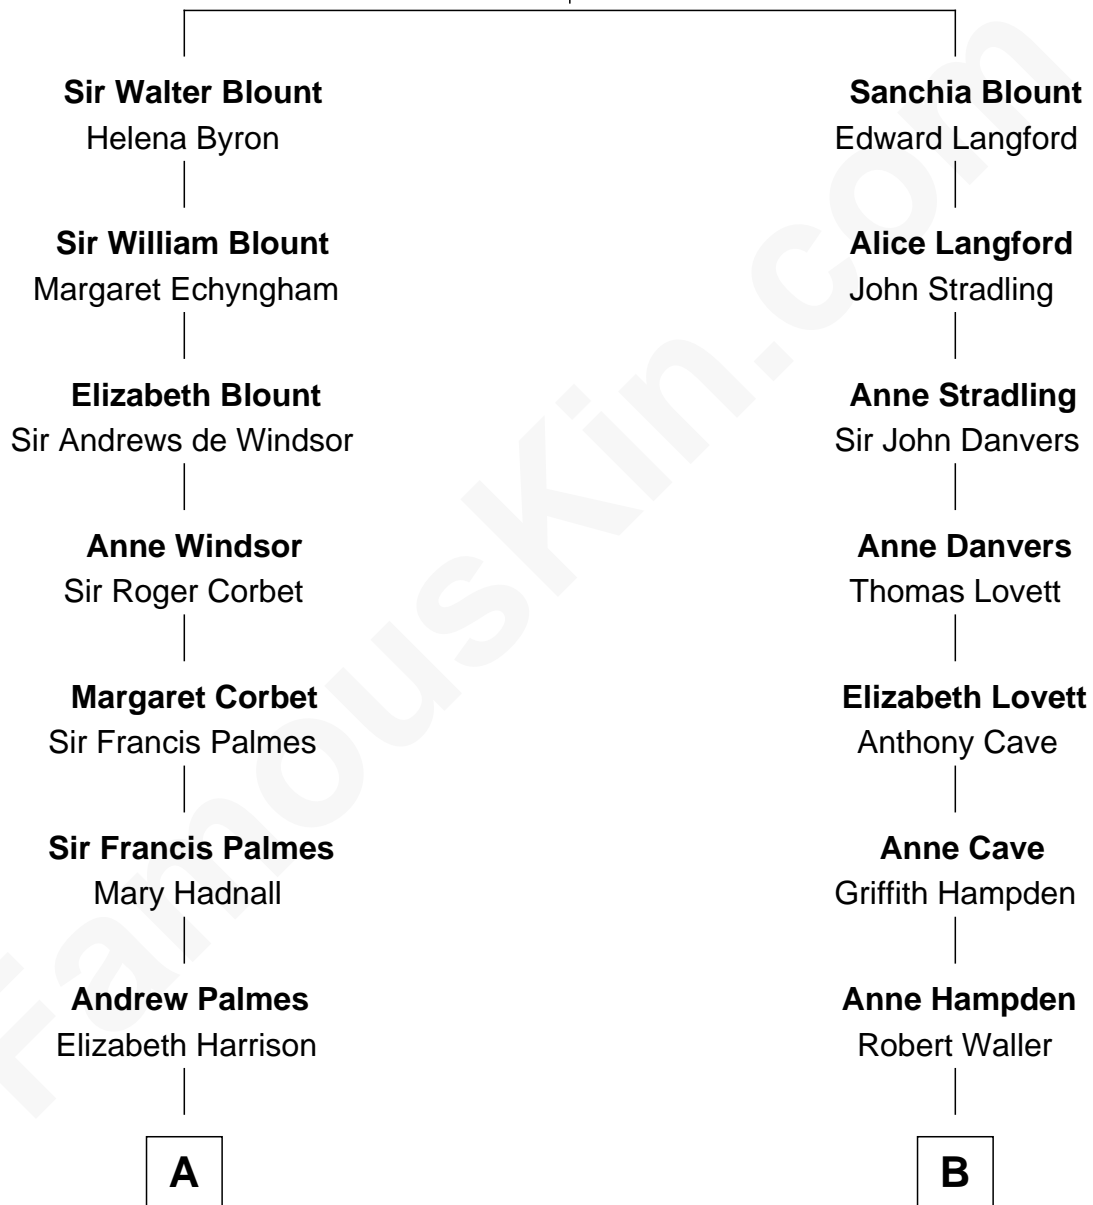 Sir Walter Blount
Helena Byron
Sir William Blount
Margaret Echyngham
Elizabeth Blount
Sir Andrews de Windsor
Anne Windsor
Sir Roger Corbet
Margaret Corbet
Sir Francis Palmes
Sir Francis Palmes
Mary Hadnall
Andrew Palmes
Elizabeth Harrison
A
Sanchia Blount
Edward Langford
Alice Langford
John Stradling
Anne Stradling
Sir John Danvers
Anne Danvers
Thomas Lovett
Elizabeth Lovett
Anthony Cave
Anne Cave
Griffith Hampden
Anne Hampden
Robert Waller
B
FamousKin.com